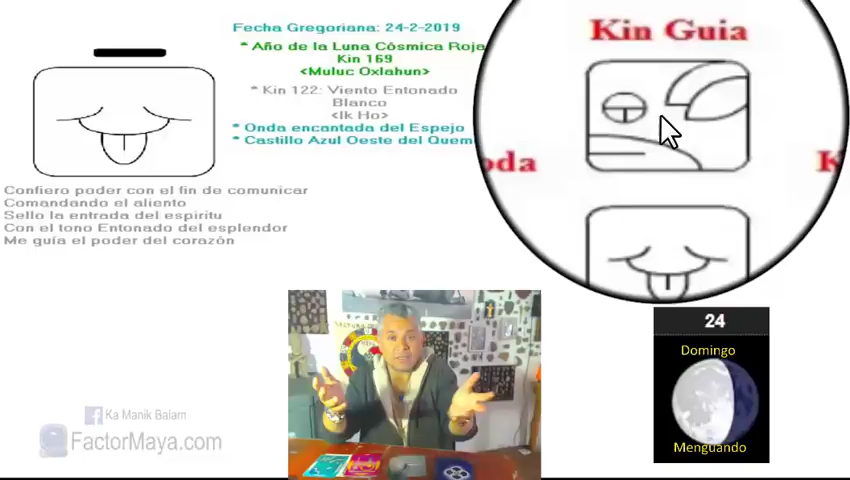 Fecha Gregoriana: 24-2-2019
* Año de la Luna Cósmica Roja
Kin 169
<Muluc Oxlahun>
* Kin 122: Viento Entonado
Blanco
<Ik Ho>
* Onda encantada del Espejo
* Castillo Azul Oeste del Quem
Confiero poder con el fin de comunicar
Comandando el aliento
Sello la entrada del espíritu
Con el tono Entonado del esplendor
Me guía el poder del corazón
Kin Guia
oda
K
24
Domingo
Menguando
Ka Manik Balam
FactorMaya.com